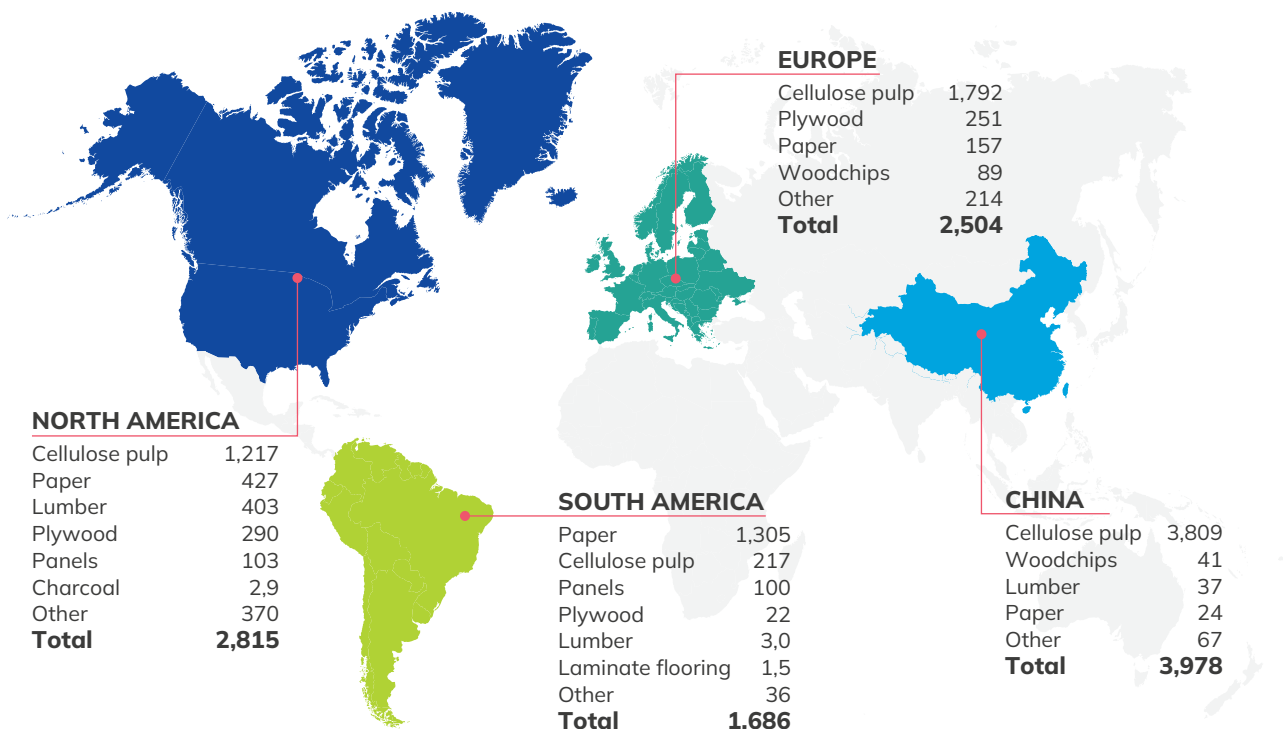 EUROPE
Cellulose pulp 1,792
Plywood 251
Paper 157
Woodchips 89
Other 214
Total 2,504
NORTH AMERICA
Cellulose pulp 1,217
Paper 427
Lumber 403
Plywood 290
Panels 103
Charcoal 2,9
Other 370
Total 2,815
SOUTH AMERICA
Paper 1,305
Cellulose pulp 217
Panels 100
Plywood 22
Lumber 3,0
Laminate flooring 1,5
Other 36
Total 1,686
CHINA
Cellulose pulp 3,809
Woodchips 41
Lumber 37
Paper 24
Other 67
Total 3,978